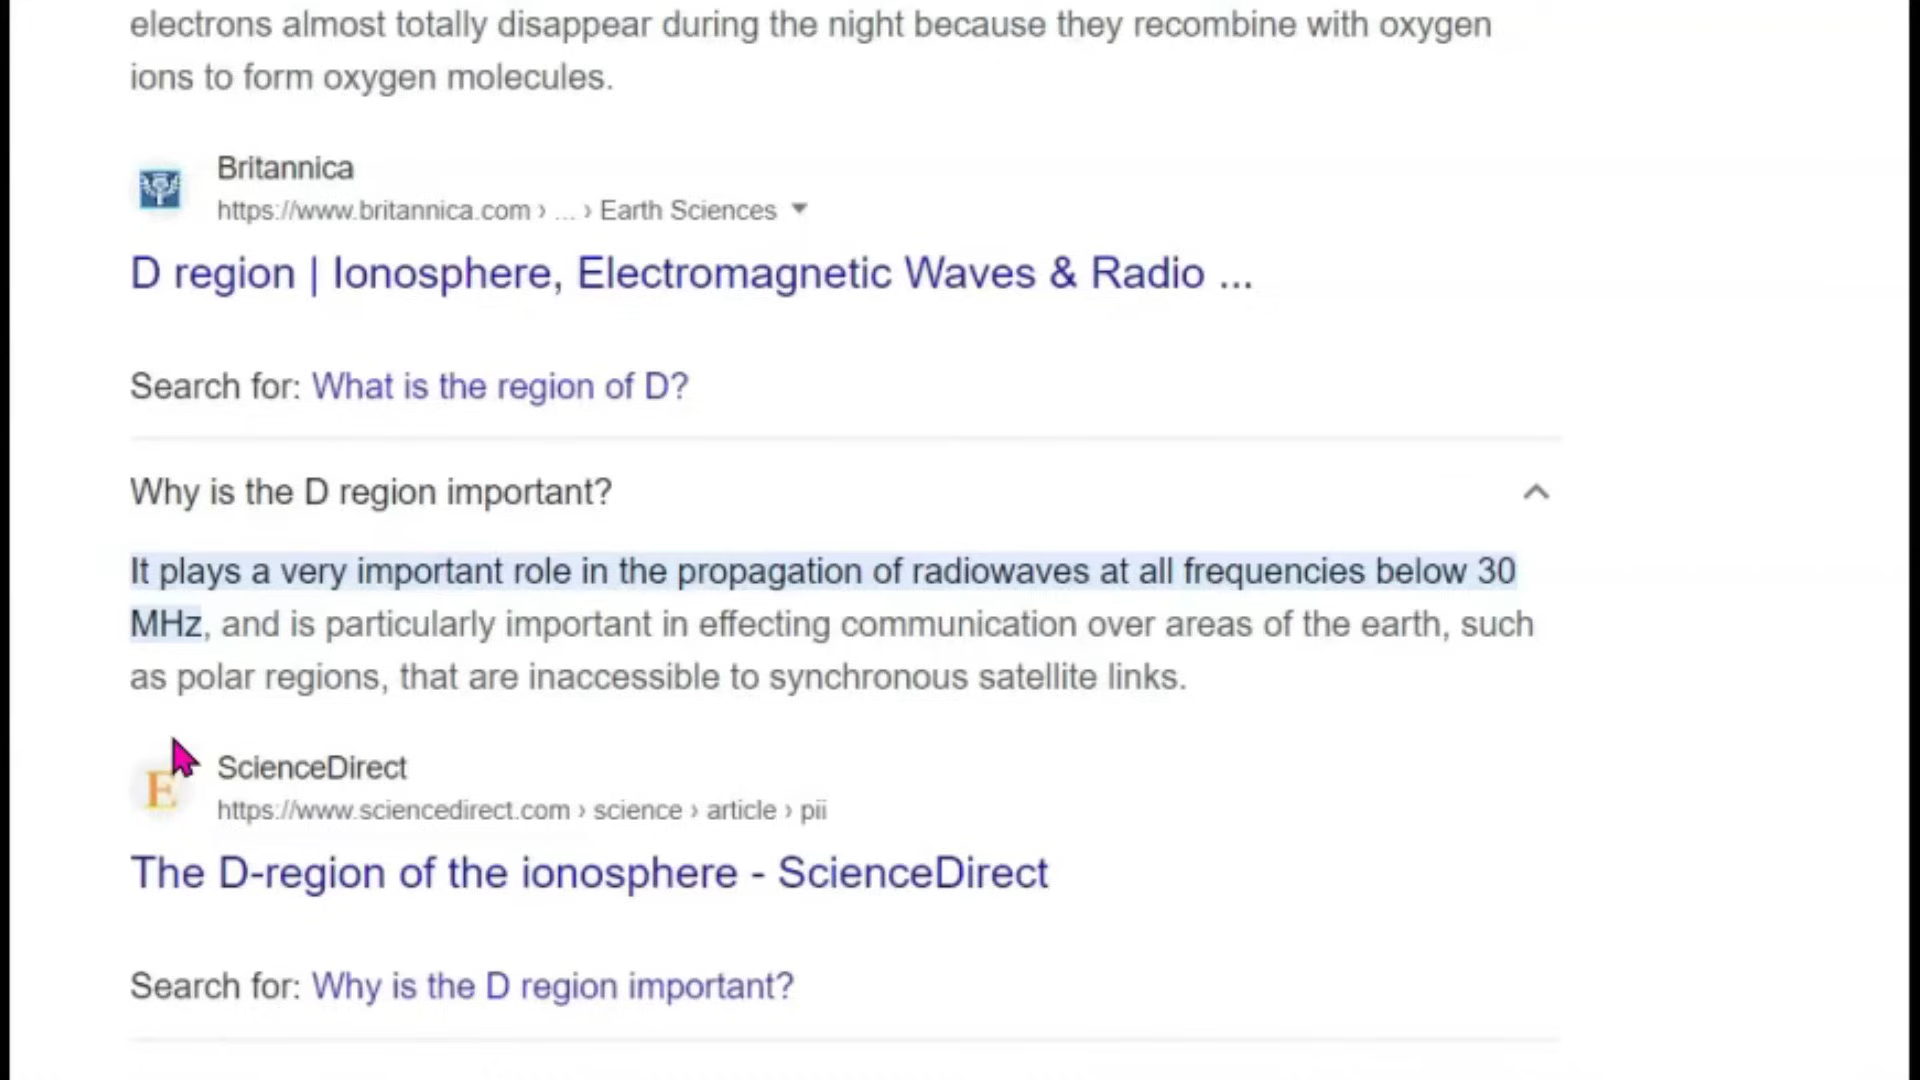 electrons almost totally disappear during the night because they recombine with oxygen
ions to form oxygen molecules.
Britannica
https://www.britannica.com › ... › Earth Sciences
D region | Ionosphere, Electromagnetic Waves & Radio ...
Search for: What is the region of D?
Why is the D region important?
It plays a very important role in the propagation of radiowaves at all frequencies below 30
MHz, and is particularly important in effecting communication over areas of the earth, such
as polar regions, that are inaccessible to synchronous satellite links.
E
ScienceDirect
https://www.sciencedirect.com › science › article › pii
The D-region of the ionosphere - ScienceDirect
Search for: Why is the D region important?